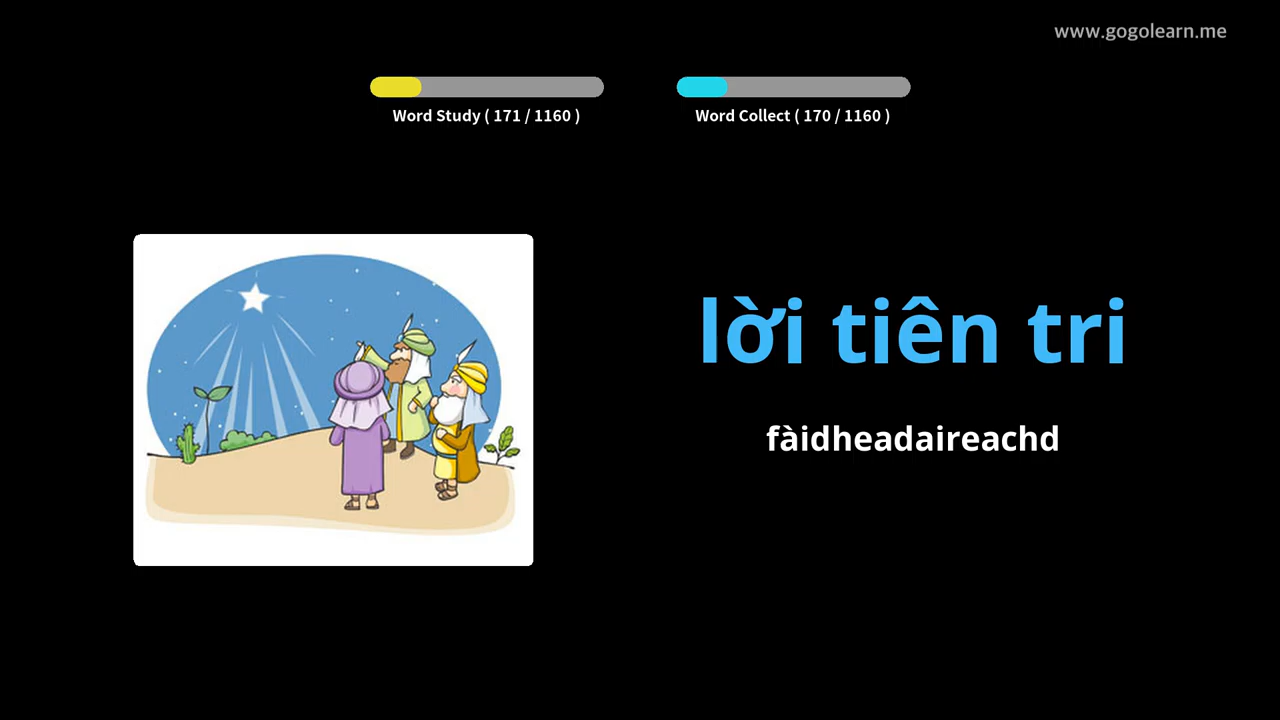 www.gogolearn.me
Word Study ( 171 / 1160 )
Word Collect ( 170 / 1160 )
lời tiên tri
fàidheadaireachd